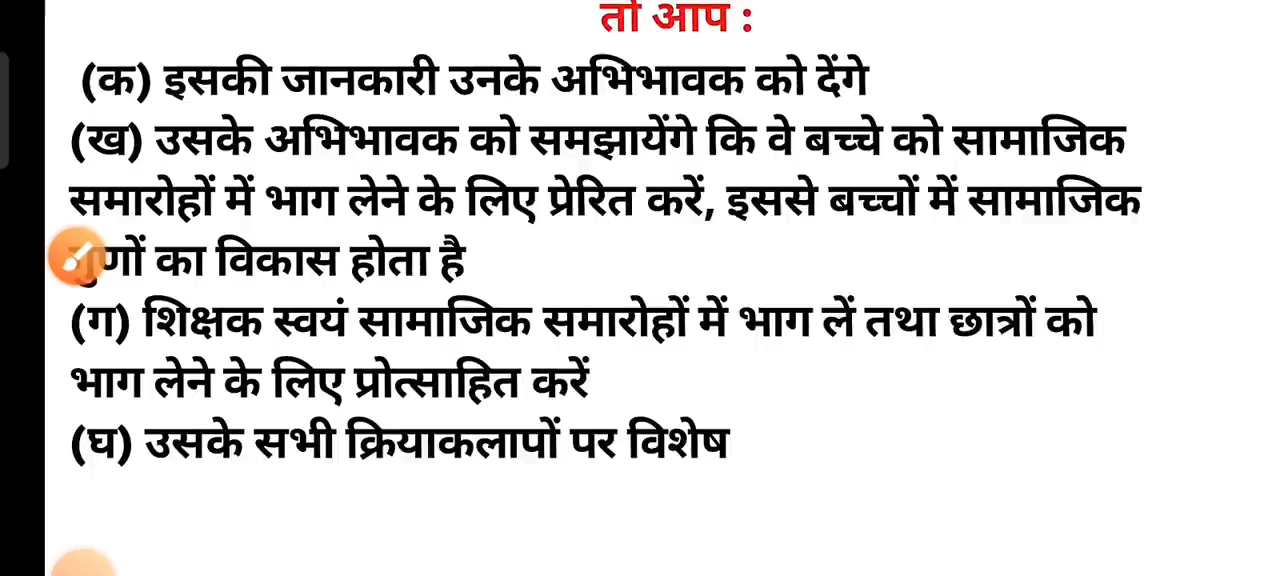 तो आप :
(क) इसकी जानकारी उनके अभिभावक को देंगे
(ख) उसके अभिभावक को समझायेंगे कि वे बच्चे को सामाजिक
समारोहों में भाग लेने के लिए प्रेरित करें, इससे बच्चों में सामाजिक
गुणों का विकास होता है
(ग) शिक्षक स्वयं सामाजिक समारोहों में भाग लें तथा छात्रों को
भाग लेने के लिए प्रोत्साहित करें
(घ) उसके सभी क्रियाकलापों पर विशेष